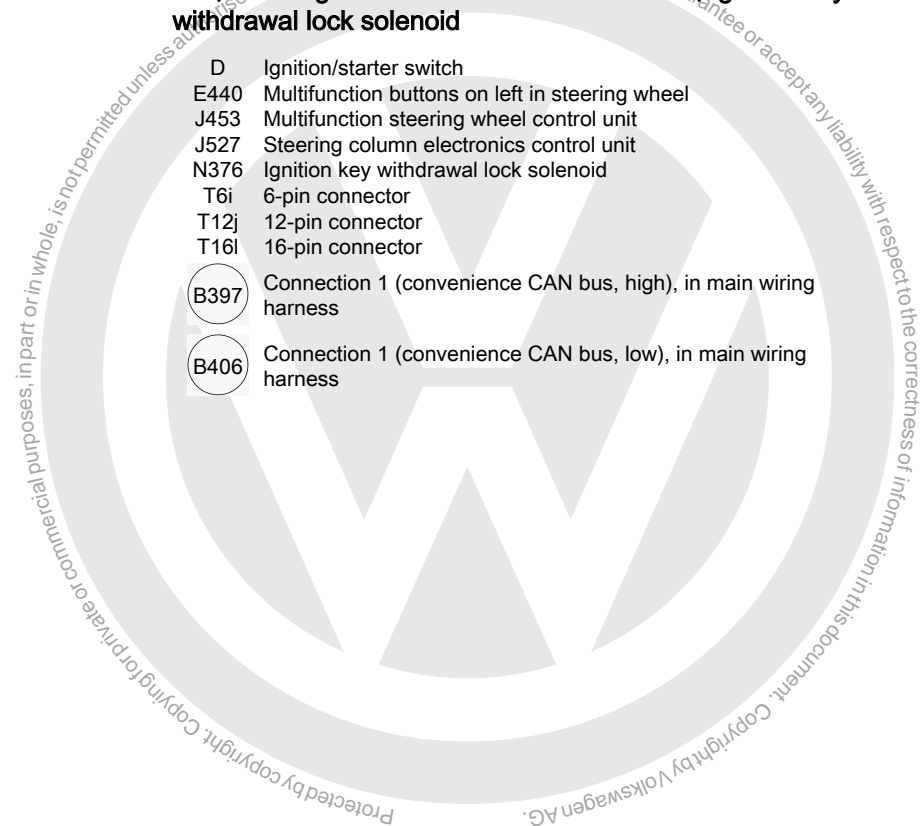 withdrawal lock solenoid
D Ignition/starter switch
E440 Multifunction buttons on left in steering wheel
J453 Multifunction steering wheel control unit
J527 Steering column electronics control unit
N376 Ignition key withdrawal lock solenoid
T6i 6-pin connector
T12j 12-pin connector
T16l 16-pin connector
B397 Connection 1 (convenience CAN bus, high), in main wiring
harness
B406 Connection 1 (convenience CAN bus, low), in main wiring
harness
Protected by copyright. Copying for private or commercial purposes, in part or in whole, is not permitted unless
or accept any liability with respect to the correctness of information in this document. Copyright by Volkswagen AG.